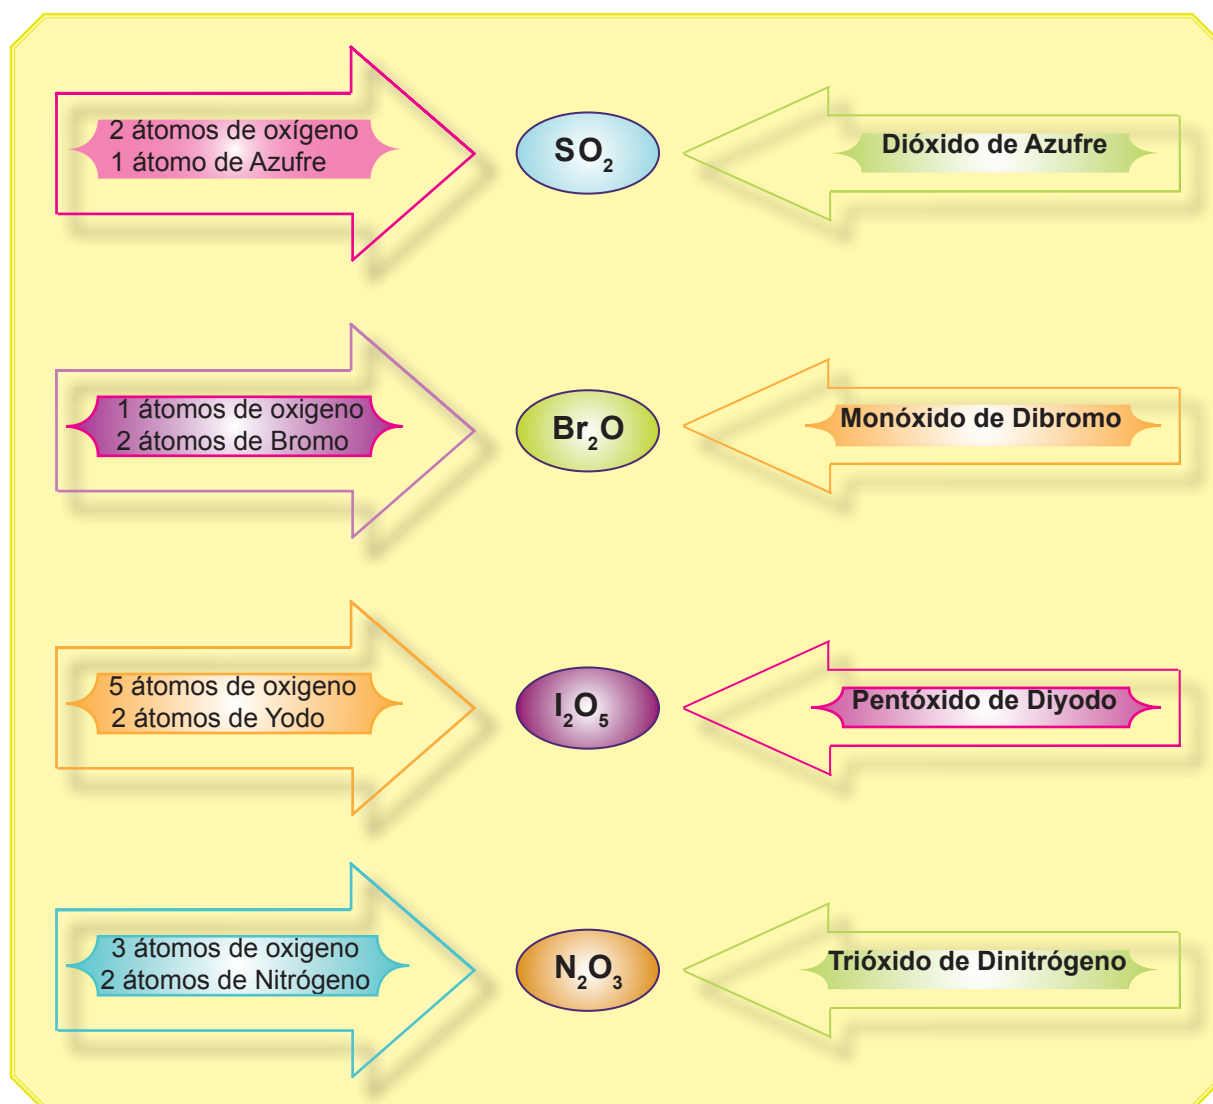 2 átomos de oxígeno
1 átomo de Azufre
SO₂
Dióxido de Azufre
1 átomos de oxigeno
2 átomos de Bromo
Br₂O
Monóxido de Dibromo
5 átomos de oxigeno
2 átomos de Yodo
I₂O₅
Pentóxido de Diyodo
3 átomos de oxigeno
2 átomos de Nitrógeno
N₂O₃
Trióxido de Dinitrógeno